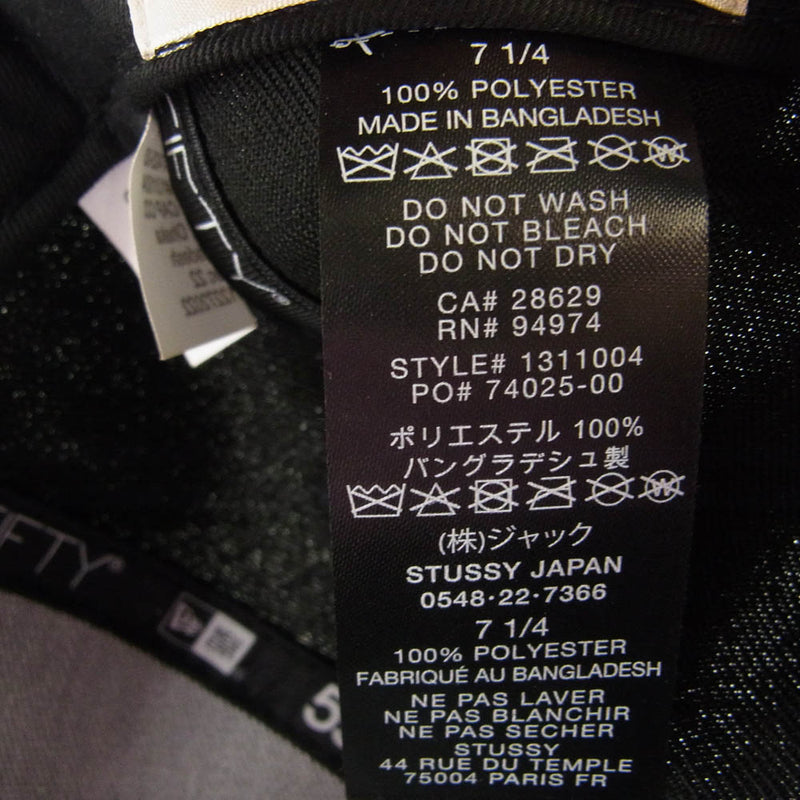 7 1/4
100% POLYESTER
MADE IN BANGLADESH
DO NOT WASH
DO NOT BLEACH
DO NOT DRY
CA# 28629
RN# 94974
STYLE# 1311004
PO# 74025-00
ポリエステル 100%
バングラデシュ製
(株)ジャック
STUSSY JAPAN
0548・22・7366
7 1/4
100% POLYESTER
FABRIQUÉ AU BANGLADESH
NE PAS LAVER
NE PAS BLANCHIR
NE PAS SECHER
STUSSY
44 RUE DU TEMPLE
75004 PARIS FR
FIFTY
FIFTY
NEW ERA